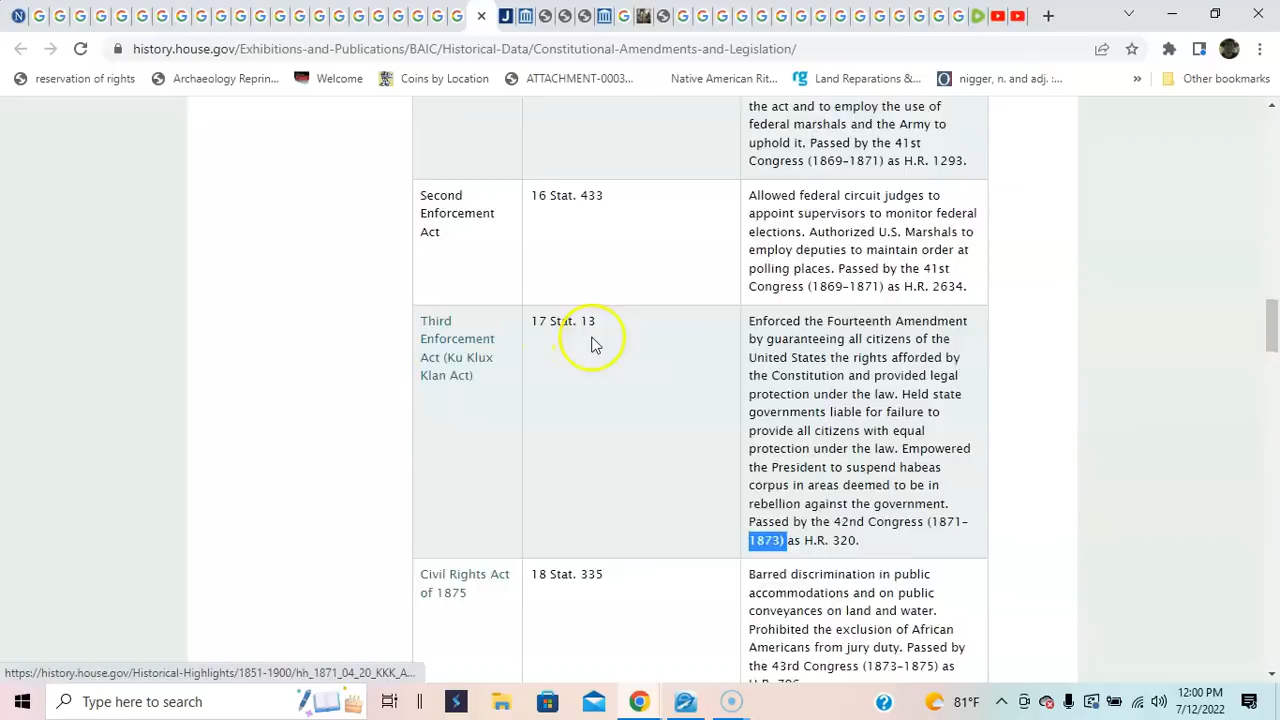 history.house.gov/Exhibitions-and-Publications/BAIC/Historical-Data/Constitutional-Amendments-and-Legislation/
reservation of rights
Archaeology Reprin...
Welcome
Coins by Location
ATTACHMENT-0003...
Native American Rit...
Land Reparations &...
nigger, n. and adj. :...
»
Other bookmarks
the act and to employ the use of
federal marshals and the Army to
uphold it. Passed by the 41st
Congress (1869–1871) as H.R. 1293.
Second
Enforcement
Act
16 Stat. 433
Allowed federal circuit judges to
appoint supervisors to monitor federal
elections. Authorized U.S. Marshals to
employ deputies to maintain order at
polling places. Passed by the 41st
Congress (1869–1871) as H.R. 2634.
Third
Enforcement
Act (Ku Klux
Klan Act)
17 Stat. 13
Enforced the Fourteenth Amendment
by guaranteeing all citizens of the
United States the rights afforded by
the Constitution and provided legal
protection under the law. Held state
governments liable for failure to
provide all citizens with equal
protection under the law. Empowered
the President to suspend habeas
corpus in areas deemed to be in
rebellion against the government.
Passed by the 42nd Congress (1871–
1873) as H.R. 320.
Civil Rights Act
of 1875
18 Stat. 335
Barred discrimination in public
accommodations and on public
conveyances on land and water.
Prohibited the exclusion of African
Americans from jury duty. Passed by
the 43rd Congress (1873–1875) as
https://history.house.gov/Historical-Highlights/1851-1900/hh_1871_04_20_KKK_A...
Type here to search
81°F
12:00 PM
7/12/2022